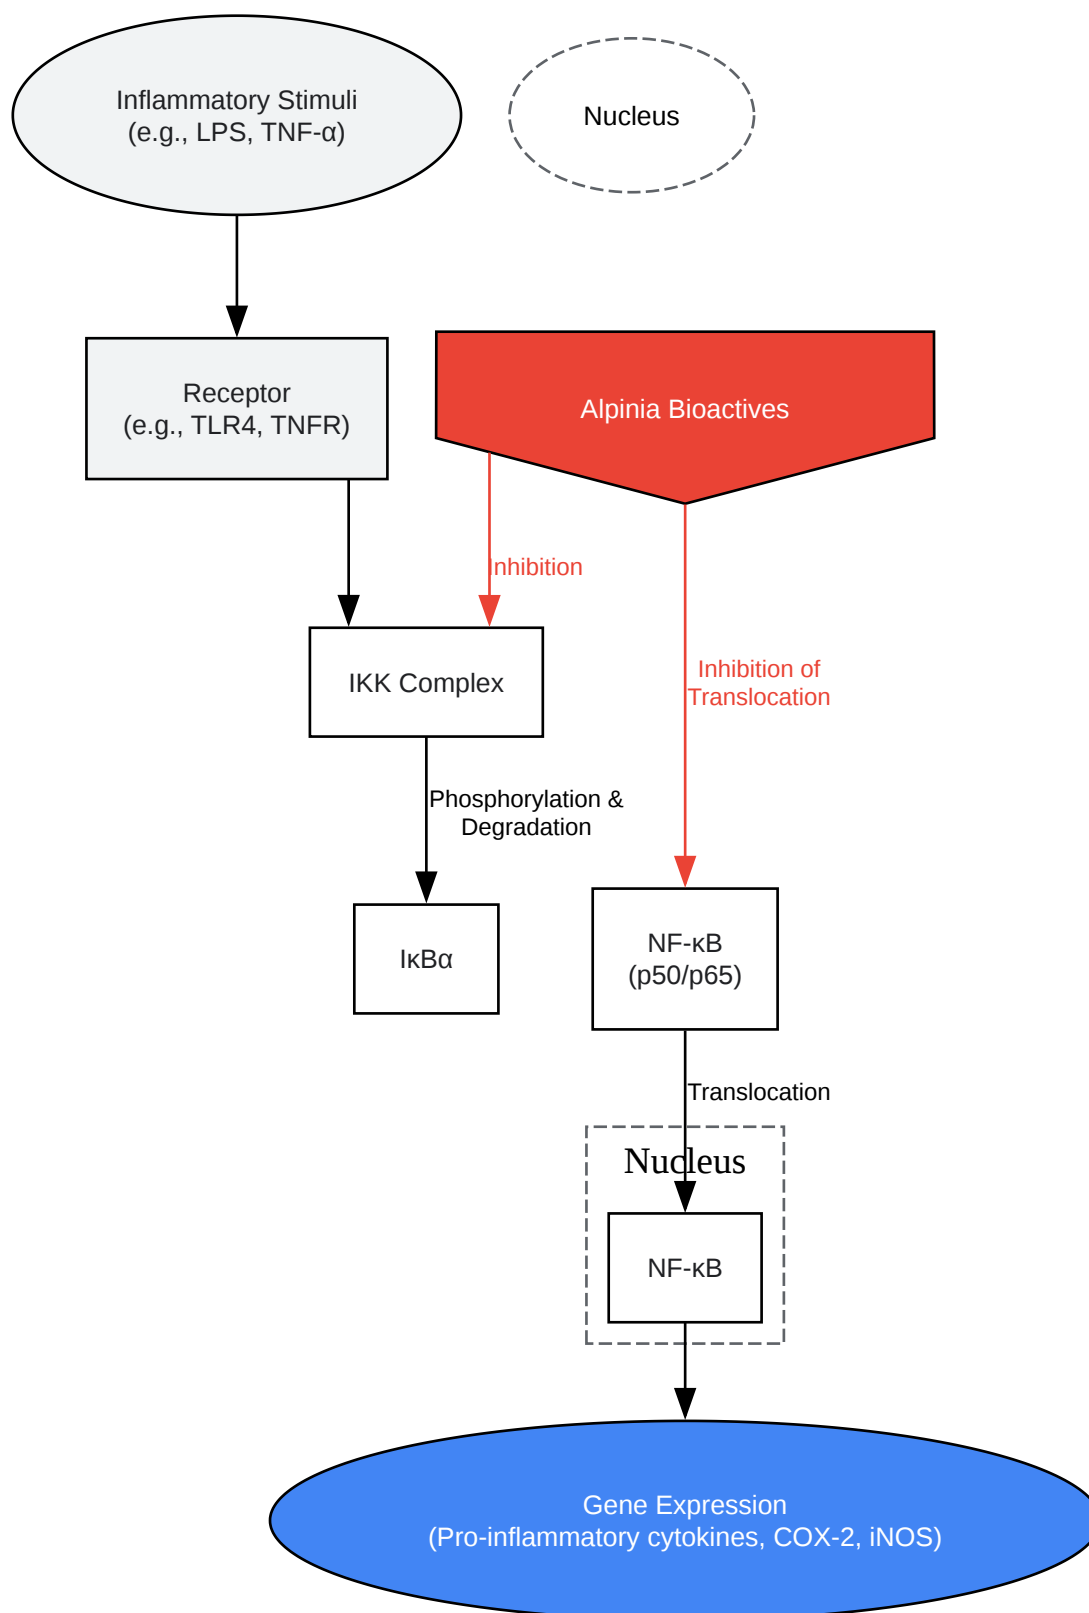 Inflammatory Stimuli
(e.g., LPS, TNF-α)
Nucleus
Receptor
(e.g., TLR4, TNFR)
Alpinia Bioactives
Inhibition
IKK Complex
Inhibition of
Translocation
Phosphorylation &
Degradation
IκBα
NF-κB
(p50/p65)
Translocation
Nucleus
NF-κB
Gene Expression
(Pro-inflammatory cytokines, COX-2, iNOS)